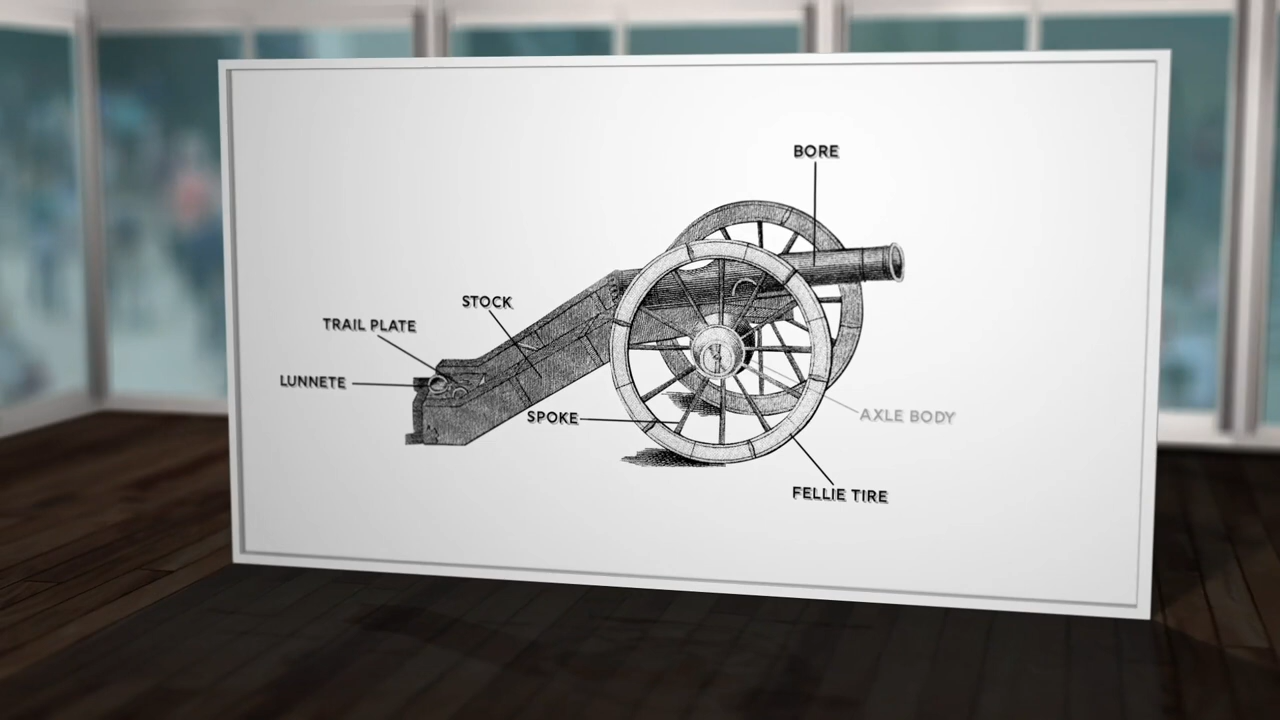 BORE
STOCK
TRAIL PLATE
LUNNETE
SPOKE
AXLE BODY
FELLIE TIRE